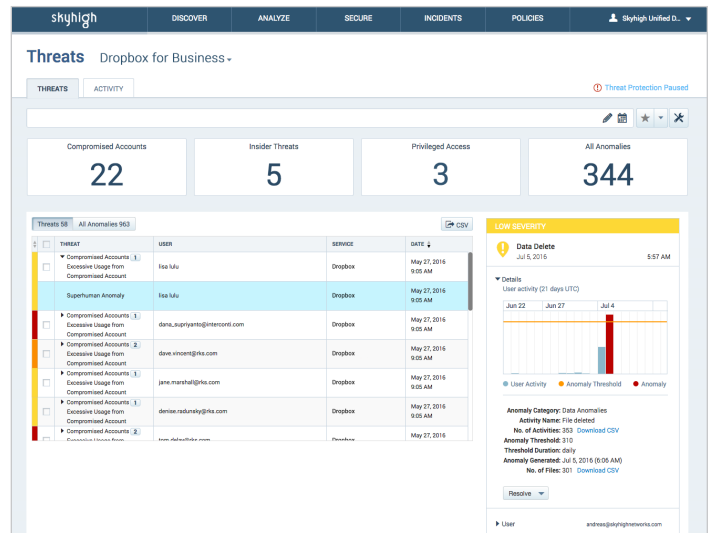 skyhigh
DISCOVER
ANALYZE
SECURE
INCIDENTS
POLICIES
Skyhigh Unified D...
Threats Dropbox for Business
THREATS
ACTIVITY
Threat Protection Paused
Compromised Accounts
22
Insider Threats
5
Privileged Access
3
All Anomalies
344
Threats 58
All Anomalies 963
CSV
THREAT
USER
SERVICE
DATE
Compromised Accounts 1
Excessive Usage from
Compromised Account
lisa lulu
Dropbox
May 27, 2016
9:05 AM
Superhuman Anomaly
lisa lulu
Dropbox
May 27, 2016
9:05 AM
Compromised Accounts 1
Excessive Usage from
Compromised Account
dana_supriyanto@interconti.com
Dropbox
May 27, 2016
9:05 AM
Compromised Accounts 2
Excessive Usage from
Compromised Account
dave.vincent@rks.com
Dropbox
May 27, 2016
9:05 AM
Compromised Accounts 1
Excessive Usage from
Compromised Account
jane.marshall@rks.com
Dropbox
May 27, 2016
9:05 AM
Compromised Accounts 1
Excessive Usage from
Compromised Account
denise.radunsky@rks.com
Dropbox
May 27, 2016
9:05 AM
Compromised Accounts 2
Excessive Usage from
Dropbox
May 27, 2016
LOW SEVERITY
Data Delete
Jul 5, 2016
5:57 AM
Details
User activity (21 days UTC)
Jun 22
Jun 27
Jul 4
User Activity
Anomaly Threshold
Anomaly
Anomaly Category: Data Anomalies
Activity Name: File deleted
No. of Activities: 353 Download CSV
Anomaly Threshold: 310
Threshold Duration: daily
Anomaly Generated: Jul 5, 2016 (6:06 AM)
No. of Files: 301 Download CSV
Resolve
User
andreas@skyhighnetworks.com